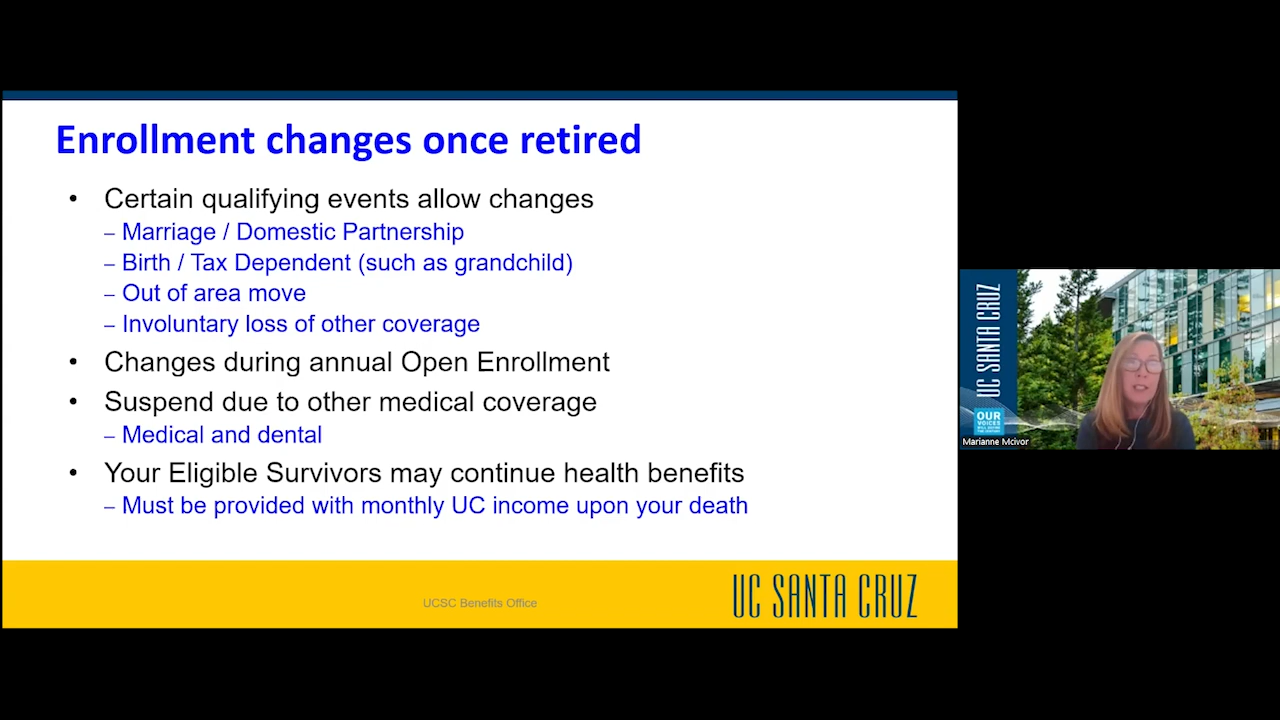 Enrollment changes once retired
• Certain qualifying events allow changes
– Marriage / Domestic Partnership
– Birth / Tax Dependent (such as grandchild)
– Out of area move
– Involuntary loss of other coverage
• Changes during annual Open Enrollment
• Suspend due to other medical coverage
– Medical and dental
• Your Eligible Survivors may continue health benefits
– Must be provided with monthly UC income upon your death
UCSC Benefits Office
UC SANTA CRUZ
UC SANTA CRUZ
OUR
VOICES
Marianne Mcivor